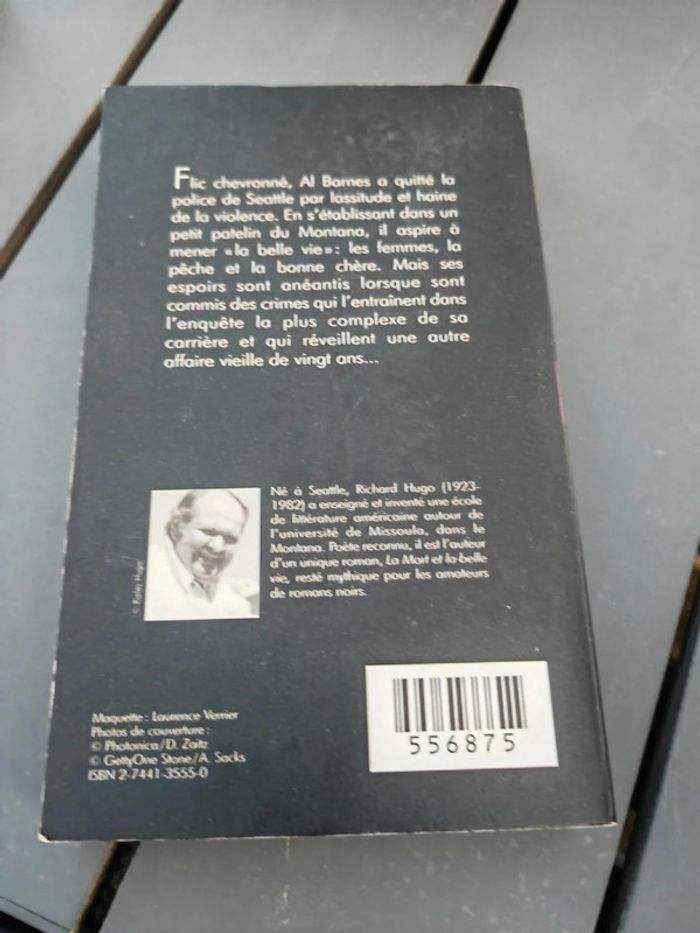 Flic chevronné, Al Barnes a quitté la
police de Seattle par lassitude et haine
de la violence. En s'établissant dans un
petit patelin du Montana, il aspire à
mener «la belle vie»: les femmes, la
pêche et la bonne chère. Mais ses
espoirs sont anéantis lorsque sont
commis des crimes qui l'entraînent dans
l'enquête la plus complexe de sa
carrière et qui réveillent une autre
affaire vieille de vingt ans...
Né à Seattle, Richard Hugo (1923-
1982) a enseigné et inventé une école
de littérature américaine autour de
l'université de Missoula, dans le
Montana. Poète reconnu, il est l'auteur
d'un unique roman, La Mort et la belle
vie, resté mythique pour les amateurs
de romans noirs.
© Ripley Hugo
Maquette : Laurence Verrier
Photos de couverture :
© Photonica/D. Zaitz
© GettyOne Stone/A. Sacks
ISBN 2-7441-3555-0
556875